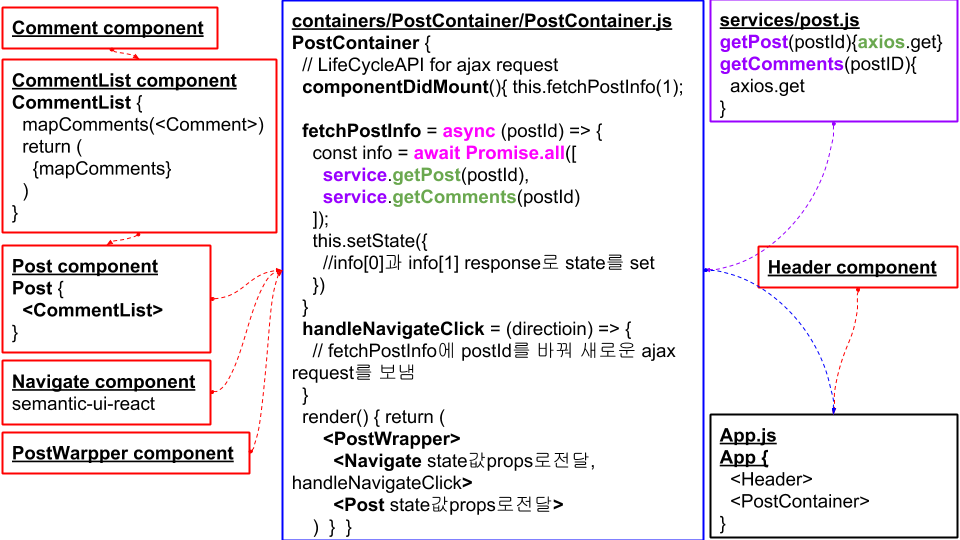 Comment component
CommentList component
CommentList {
mapComments(<Comment>)
return (
{mapComments}
)
}
Post component
Post {
<CommentList>
}
Navigate component
semantic-ui-react
PostWarpper component
containers/PostContainer/PostContainer.js
PostContainer {
// LifeCycleAPI for ajax request
componentDidMount(){ this.fetchPostInfo(1);
fetchPostInfo = async (postId) => {
const info = await Promise.all([
service.getPost(postId),
service.getComments(postId)
]);
this.setState({
//info[0]과 info[1] response로 state를 set
})
}
handleNavigateClick = (directioin) => {
// fetchPostInfo에 postId를 바꿔 새로운 ajax
request를 보냄
}
render() { return (
<PostWrapper>
<Navigate state값props로전달,
handleNavigateClick>
<Post state값props로전달>
) } }
services/post.js
getPost(postId){axios.get}
getComments(postID){
axios.get
}
Header component
App.js
App {
<Header>
<PostContainer>
}